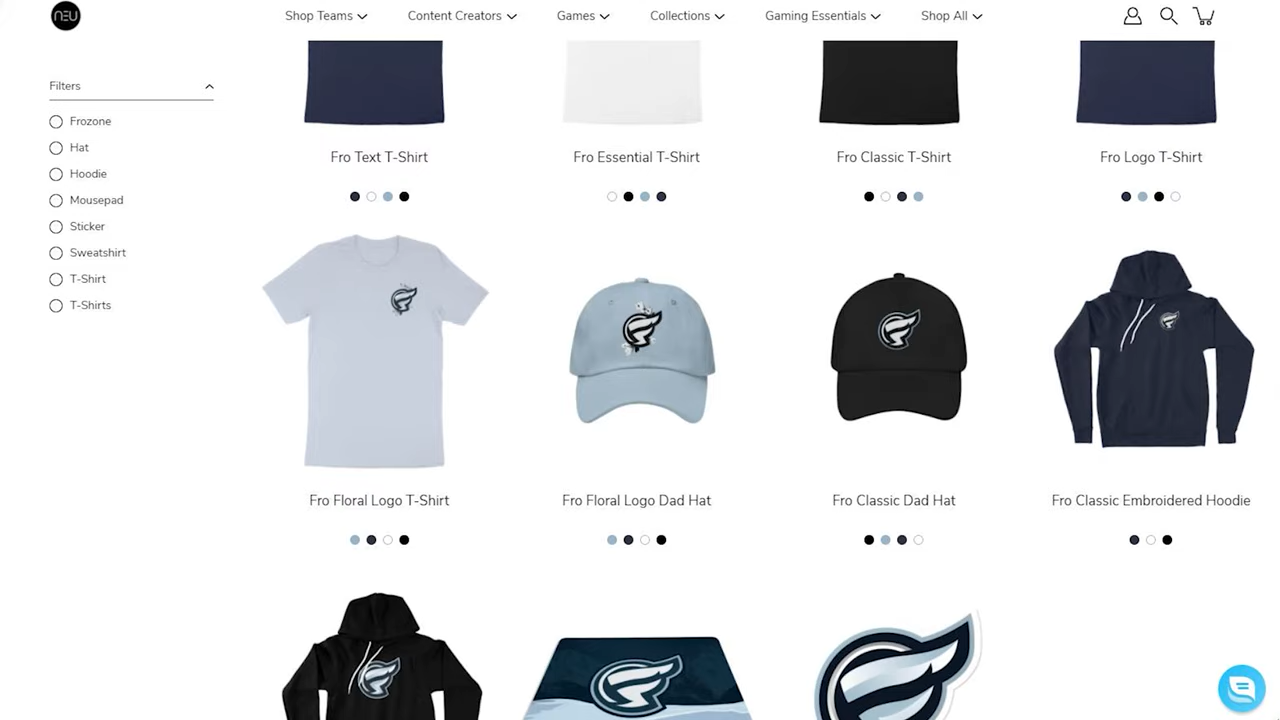 NEU
Shop Teams
Content Creators
Games
Collections
Gaming Essentials
Shop All
Filters
Frozone
Hat
Hoodie
Mousepad
Sticker
Sweatshirt
T-Shirt
T-Shirts
Fro Text T-Shirt
Fro Essential T-Shirt
Fro Classic T-Shirt
Fro Logo T-Shirt
Fro Floral Logo T-Shirt
Fro Floral Logo Dad Hat
Fro Classic Dad Hat
Fro Classic Embroidered Hoodie